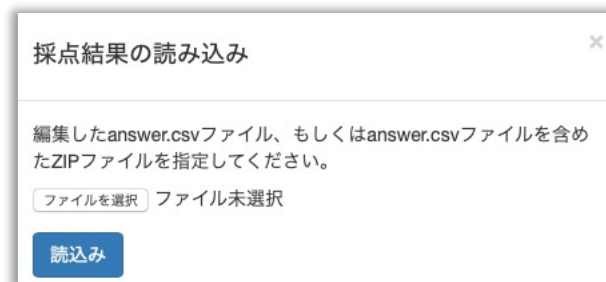 採点結果の読み込み
×
編集したanswer.csvファイル、もしくはanswer.csvファイルを含め
たZIPファイルを指定してください。
ファイルを選択 ファイル未選択
読込み